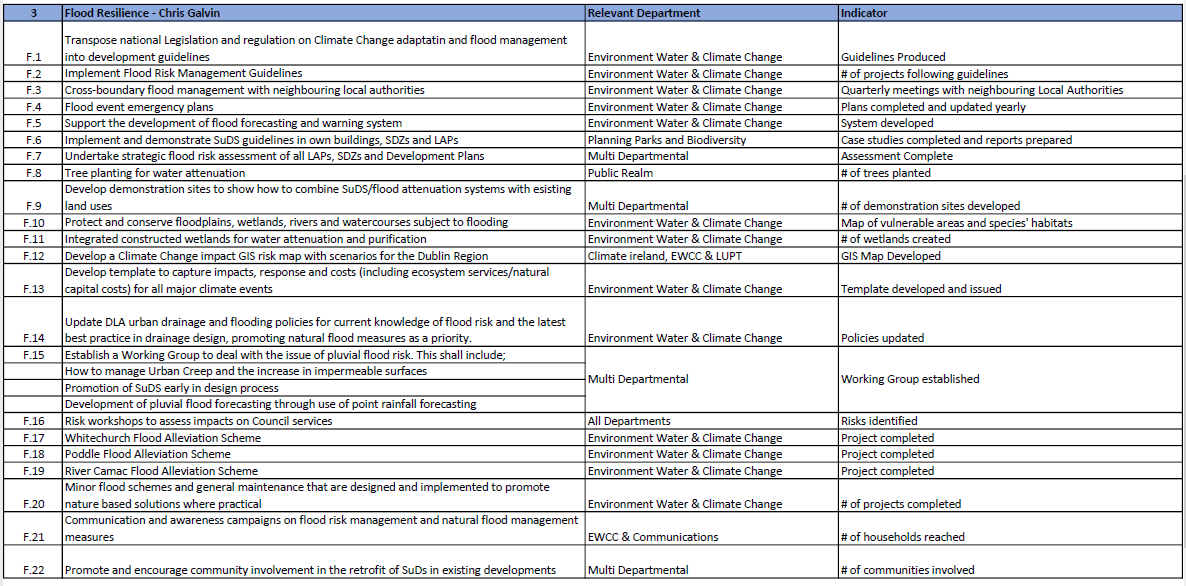 3 Flood Resilience - Chris Galvin Relevant Department Indicator
Transpose national Legislation and regulation on Climate Change adaptatin and flood management
F.1 into development guidelines Environment Water & Climate Change Guidelines Produced
F.2 Implement Flood Risk Management Guidelines Environment Water & Climate Change # of projects following guidelines
F.3 Cross-boundary flood management with neighbouring local authorities Environment Water & Climate Change Quarterly meetings with neighbouring Local Authorities
F.4 Flood event emergency plans Environment Water & Climate Change Plans completed and updated yearly
F.5 Support the development of flood forecasting and warning system Environment Water & Climate Change System developed
F.6 Implement and demonstrate SuDS guidelines in own buildings, SDZs and LAPs Planning Parks and Biodiversity Case studies completed and reports prepared
F.7 Undertake strategic flood risk assessment of all LAPs, SDZs and Development Plans Multi Departmental Assessment Complete
F.8 Tree planting for water attenuation Public Realm # of trees planted
Develop demonstration sites to show how to combine SuDS/flood attenuation systems with esisting
F.9 land uses Multi Departmental # of demonstration sites developed
F.10 Protect and conserve floodplains, wetlands, rivers and watercourses subject to flooding Environment Water & Climate Change Map of vulnerable areas and species' habitats
F.11 Integrated constructed wetlands for water attenuation and purification Environment Water & Climate Change # of wetlands created
F.12 Develop a Climate Change impact GIS risk map with scenarios for the Dublin Region Climate ireland, EWCC & LUPT GIS Map Developed
Develop template to capture impacts, response and costs (including ecosystem services/natural
F.13 capital costs) for all major climate events Environment Water & Climate Change Template developed and issued
Update DLA urban drainage and flooding policies for current knowledge of flood risk and the latest
F.14 best practice in drainage design, promoting natural flood measures as a priority. Environment Water & Climate Change Policies updated
F.15 Establish a Working Group to deal with the issue of pluvial flood risk. This shall include;
How to manage Urban Creep and the increase in impermeable surfaces
Multi Departmental Working Group established
Promotion of SuDS early in design process
Development of pluvial flood forecasting through use of point rainfall forecasting
F.16 Risk workshops to assess impacts on Council services All Departments Risks identified
F.17 Whitechurch Flood Alleviation Scheme Environment Water & Climate Change Project completed
F.18 Poddle Flood Alleviation Scheme Environment Water & Climate Change Project completed
F.19 River Camac Flood Alleviation Scheme Environment Water & Climate Change Project completed
Minor flood schemes and general maintenance that are designed and implemented to promote
F.20 nature based solutions where practical Environment Water & Climate Change # of projects completed
Communication and awareness campaigns on flood risk management and natural flood management
F.21 measures EWCC & Communications # of households reached
F.22 Promote and encourage community involvement in the retrofit of SuDs in existing developments Multi Departmental # of communities involved